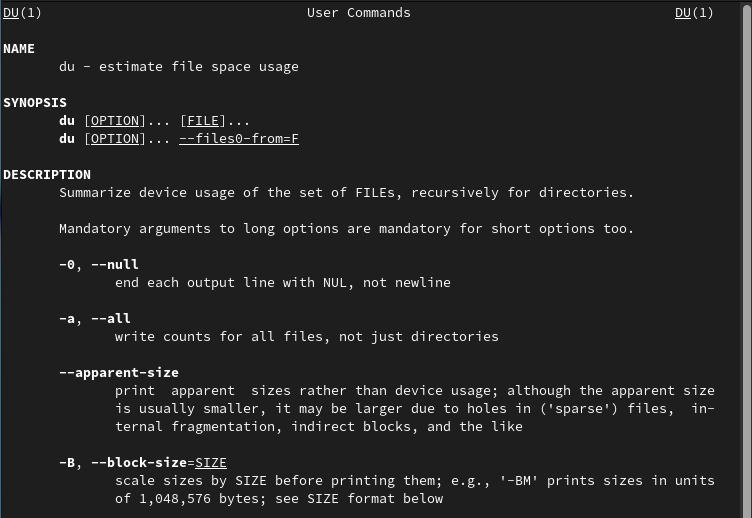 DU(1) User Commands DU(1)
NAME
du - estimate file space usage
SYNOPSIS
du [OPTION]... [FILE]...
du [OPTION]... --files0-from=F
DESCRIPTION
Summarize device usage of the set of FILEs, recursively for directories.
Mandatory arguments to long options are mandatory for short options too.
-0, --null
end each output line with NUL, not newline
-a, --all
write counts for all files, not just directories
--apparent-size
print apparent sizes rather than device usage; although the apparent size
is usually smaller, it may be larger due to holes in ('sparse') files, in-
ternal fragmentation, indirect blocks, and the like
-B, --block-size=SIZE
scale sizes by SIZE before printing them; e.g., '-BM' prints sizes in units
of 1,048,576 bytes; see SIZE format below